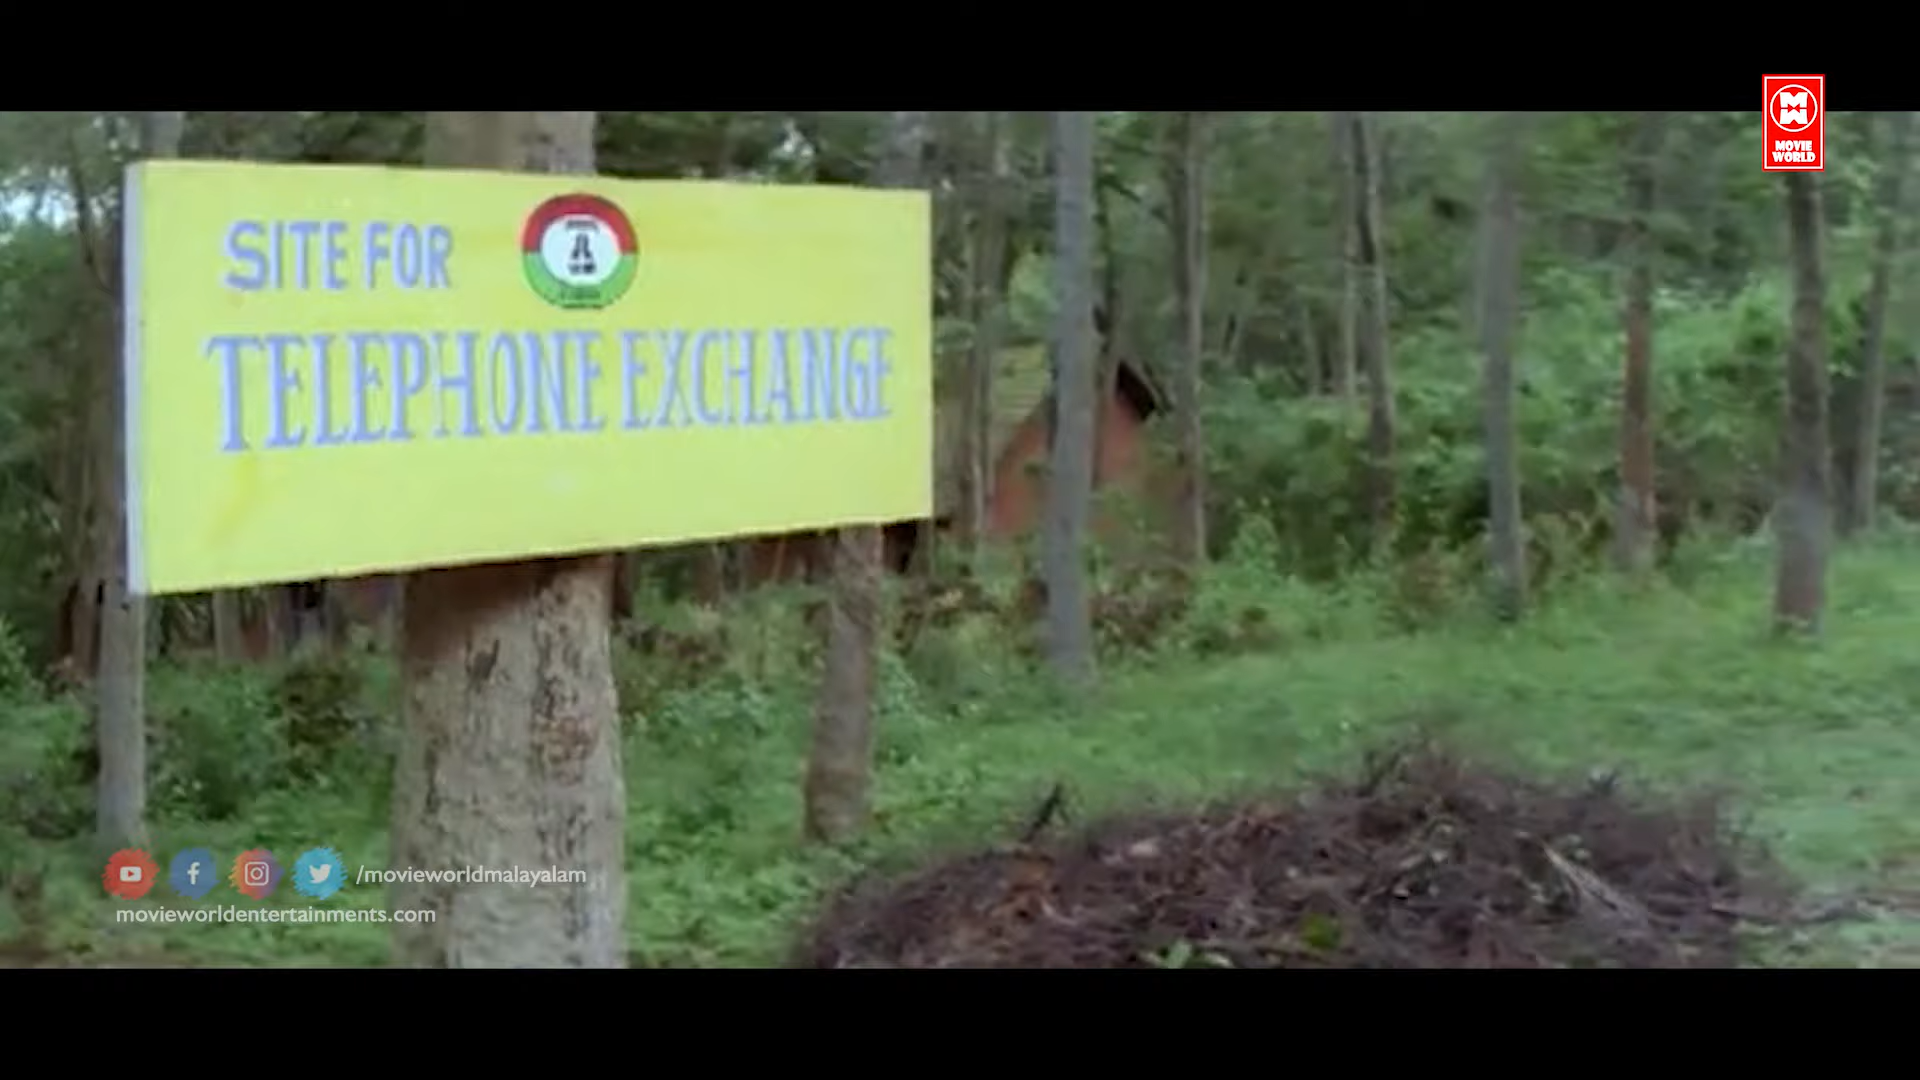 MOVIE
WORLD
SITE FOR
TELEPHONE EXCHANGE
/movieworldmalayalam
movieworldentertainments.com